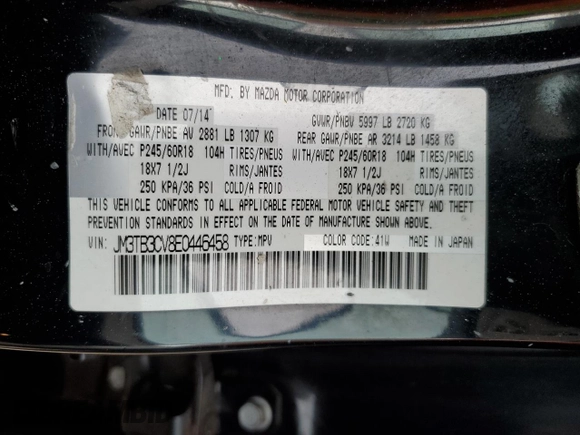 MFD. BY MAZDA MOTOR CORPORATION
DATE 07/14 GVWR/PNBV 5997 LB 2720 KG
FRONT GAWR/PNBE AV 2881 LB 1307 KG REAR GAWR/PNBE AR 3214 LB 1458 KG
WITH/AVEC P245/60R18 104H TIRES/PNEUS WITH/AVEC P245/60R18 104H TIRES/PNEUS
18X7 1/2J RIMS/JANTES 18X7 1/2J RIMS/JANTES
250 KPA/36 PSI COLD/A FROID 250 KPA/36 PSI COLD/A FROID
THIS VEHICLE CONFORMS TO ALL APPLICABLE FEDERAL MOTOR VEHICLE SAFETY AND THEFT
PREVENTION STANDARDS IN EFFECT ON THE DATE OF MANUFACTURE SHOWN ABOVE.
VIN: JM3TB3CV8E0446458 TYPE: MPV COLOR CODE: 41W MADE IN JAPAN